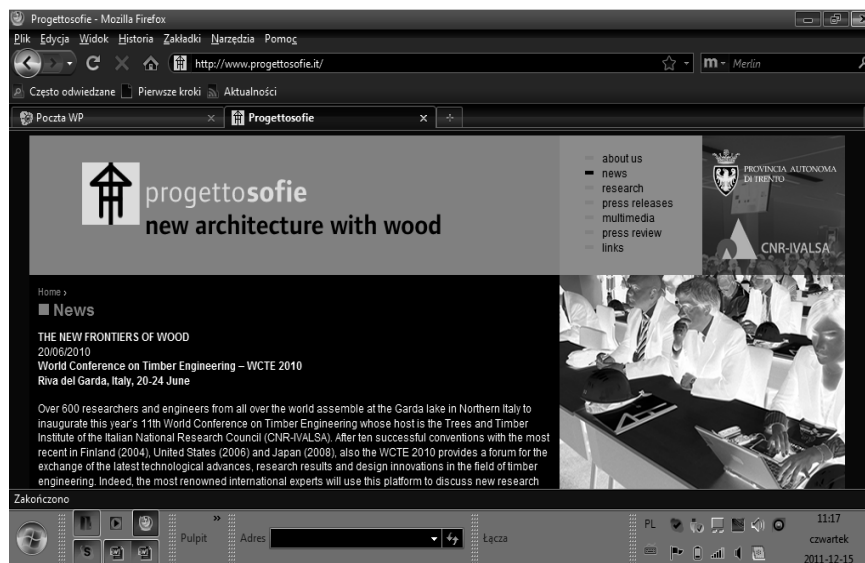 Progettosofie - Mozilla Firefox
Plik Edycja Widok Historia Zakładki Narzędzia Pomoc
http://www.progettosofie.it/
m Merlin
Często odwiedzane Pierwsze kroki Aktualności
Poczta WP
Progettosofie
progettosofie
new architecture with wood
about us
news
research
press releases
multimedia
press review
links
PROVINCIA AUTONOMA
DI TRENTO
CNR-IVALSA
Home ›
News
THE NEW FRONTIERS OF WOOD
20/06/2010
World Conference on Timber Engineering – WCTE 2010
Riva del Garda, Italy, 20-24 June
Over 600 researchers and engineers from all over the world assemble at the Garda lake in Northern Italy to
inaugurate this year's 11th World Conference on Timber Engineering whose host is the Trees and Timber
Institute of the Italian National Research Council (CNR-IVALSA). After ten successful conventions with the most
recent in Finland (2004), United States (2006) and Japan (2008), also the WCTE 2010 provides a forum for the
exchange of the latest technological advances, research results and design innovations in the field of timber
engineering. Indeed, the most renowned international experts will use this platform to discuss new research
Zakończono
Pulpit
Adres
Łącza
PL
11:17
czwartek
2011-12-15